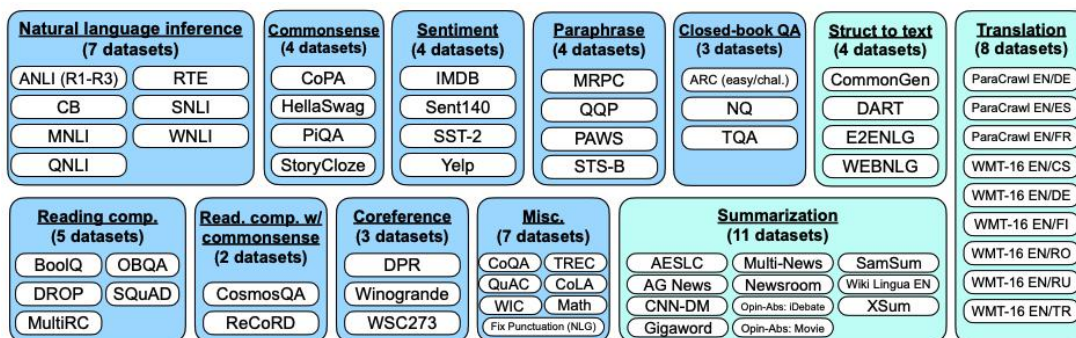 Natural language inference
(7 datasets)
ANLI (R1-R3)
RTE
CB
SNLI
MNLI
WNLI
QNLI
Commonsense
(4 datasets)
CoPA
HellaSwag
PiQA
StoryCloze
Sentiment
(4 datasets)
IMDB
Sent140
SST-2
Yelp
Paraphrase
(4 datasets)
MRPC
QQP
PAWS
STS-B
Closed-book QA
(3 datasets)
ARC (easy/chal.)
NQ
TQA
Struct to text
(4 datasets)
CommonGen
DART
E2ENLG
WEBNLG
Translation
(8 datasets)
ParaCrawl EN/DE
ParaCrawl EN/ES
ParaCrawl EN/FR
WMT-16 EN/CS
WMT-16 EN/DE
WMT-16 EN/FI
WMT-16 EN/RO
WMT-16 EN/RU
WMT-16 EN/TR
Reading comp.
(5 datasets)
BoolQ
OBQA
DROP
SQuAD
MultiRC
Read. comp. w/
commonsense
(2 datasets)
CosmosQA
ReCoRD
Coreference
(3 datasets)
DPR
Winogrande
WSC273
Misc.
(7 datasets)
CoQA
TREC
QuAC
CoLA
WIC
Math
Fix Punctuation (NLG)
Summarization
(11 datasets)
AESLC
Multi-News
SamSum
AG News
Newsroom
Wiki Lingua EN
CNN-DM
Opin-Abs: iDebate
XSum
Gigaword
Opin-Abs: Movie